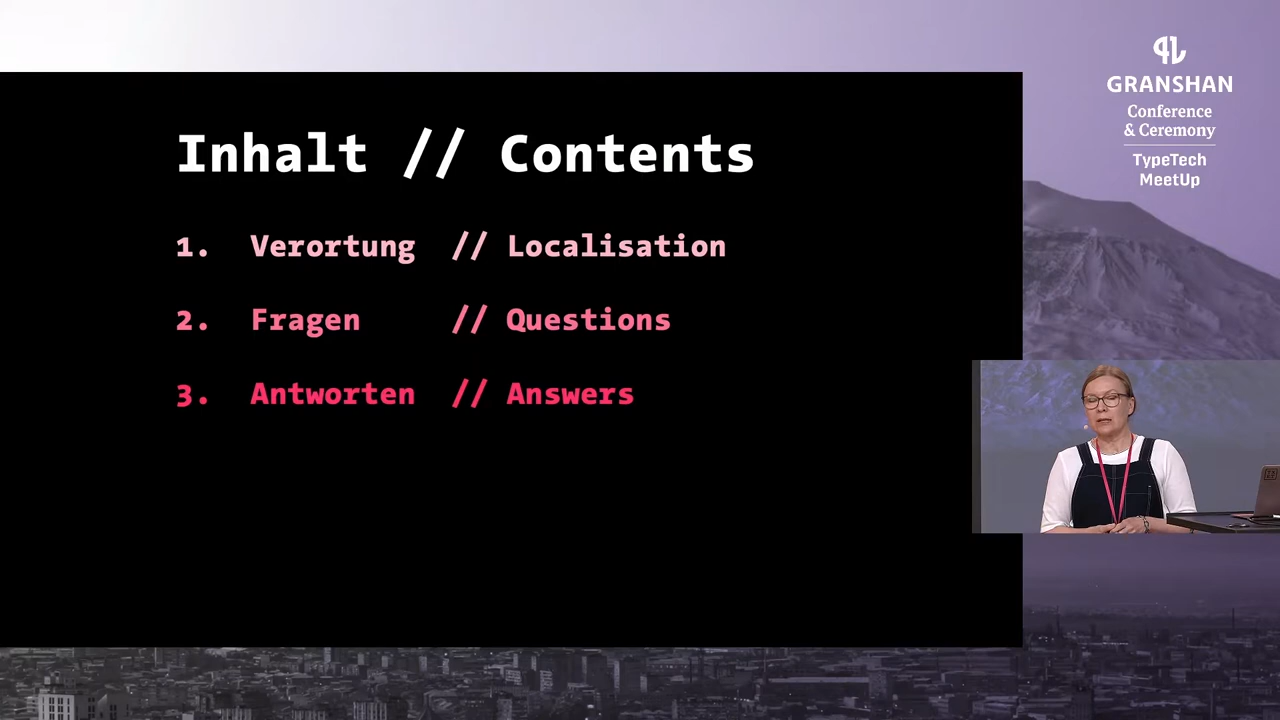 Inhalt // Contents
1. Verortung // Localisation
2. Fragen // Questions
3. Antworten // Answers
GRANSHAN
Conference
& Ceremony
TypeTech
MeetUp